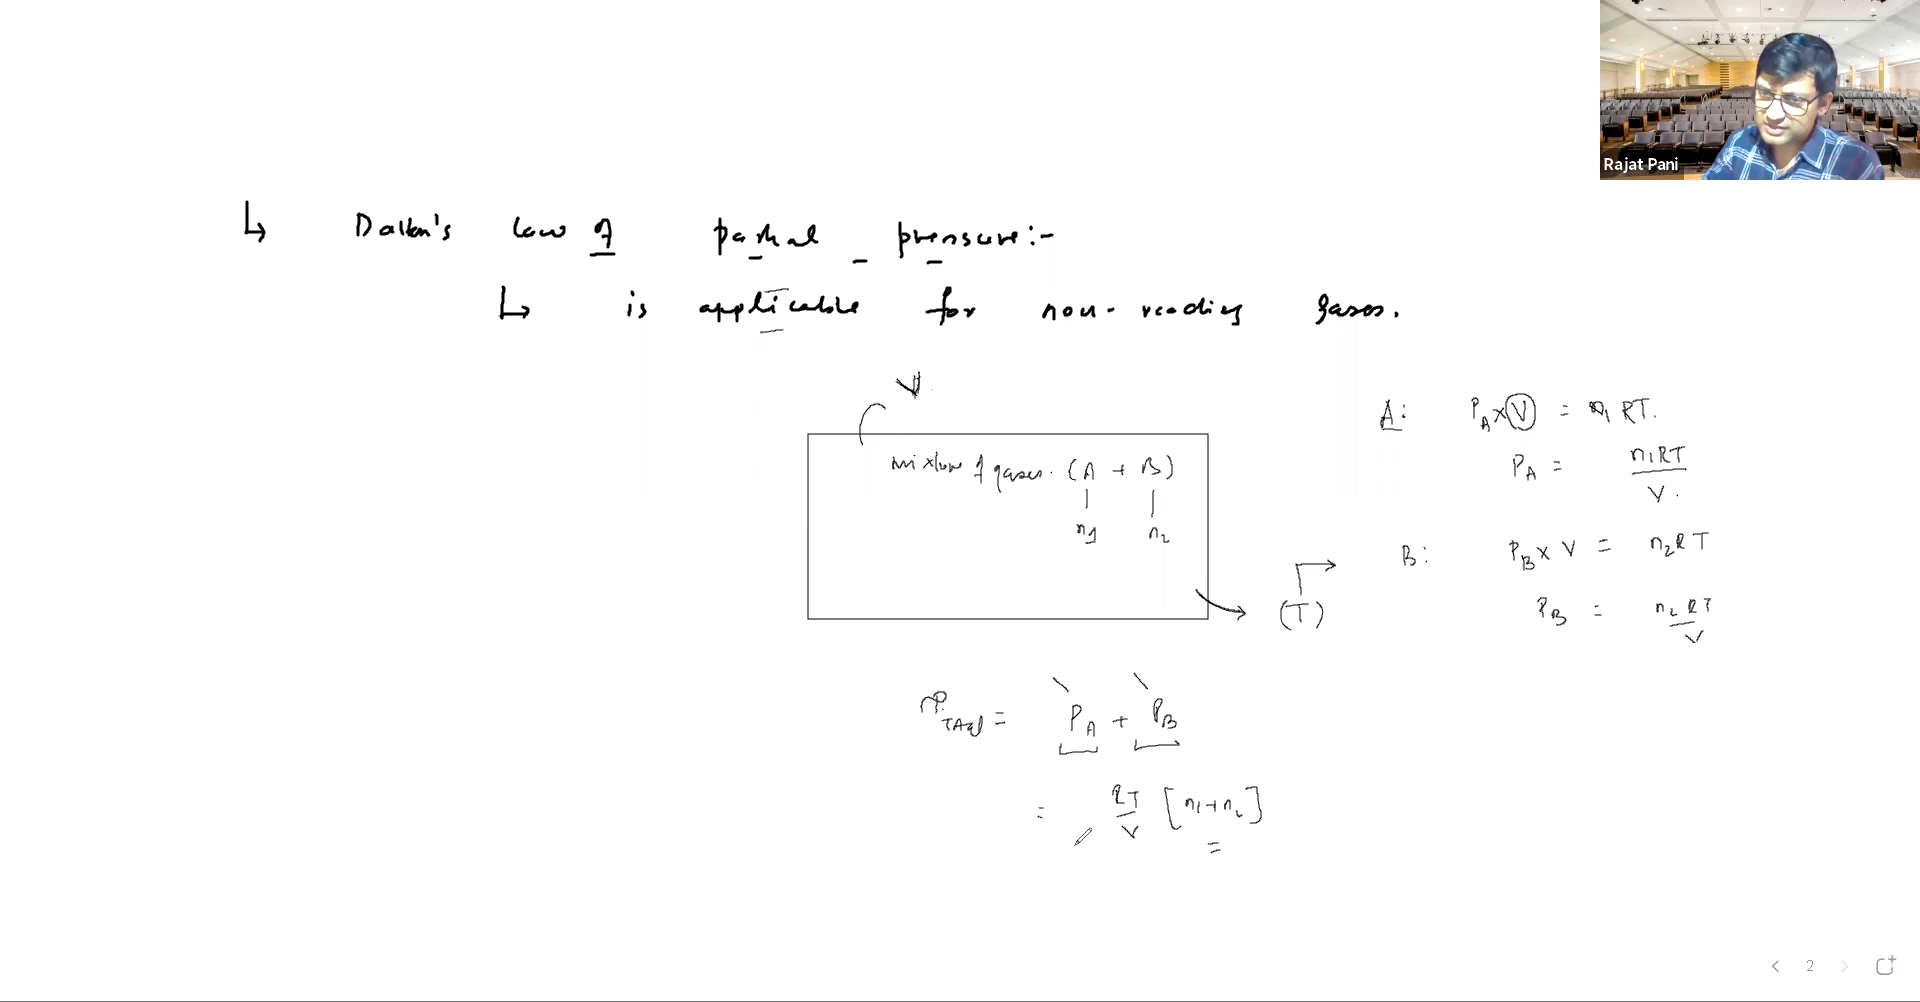 Rajat Pani
↳ Dalton's law of partial pressure:-
↳ is applicable for non-reacting gases.
V
mixture of gases. (A + B)
n1 n2
(T)
A: PA x V = n1 RT.
PA = n1RT / V.
B: PB x V = n2RT
PB = n2RT / V
= PA + PB
= RT/V [n1+n2]
=
2